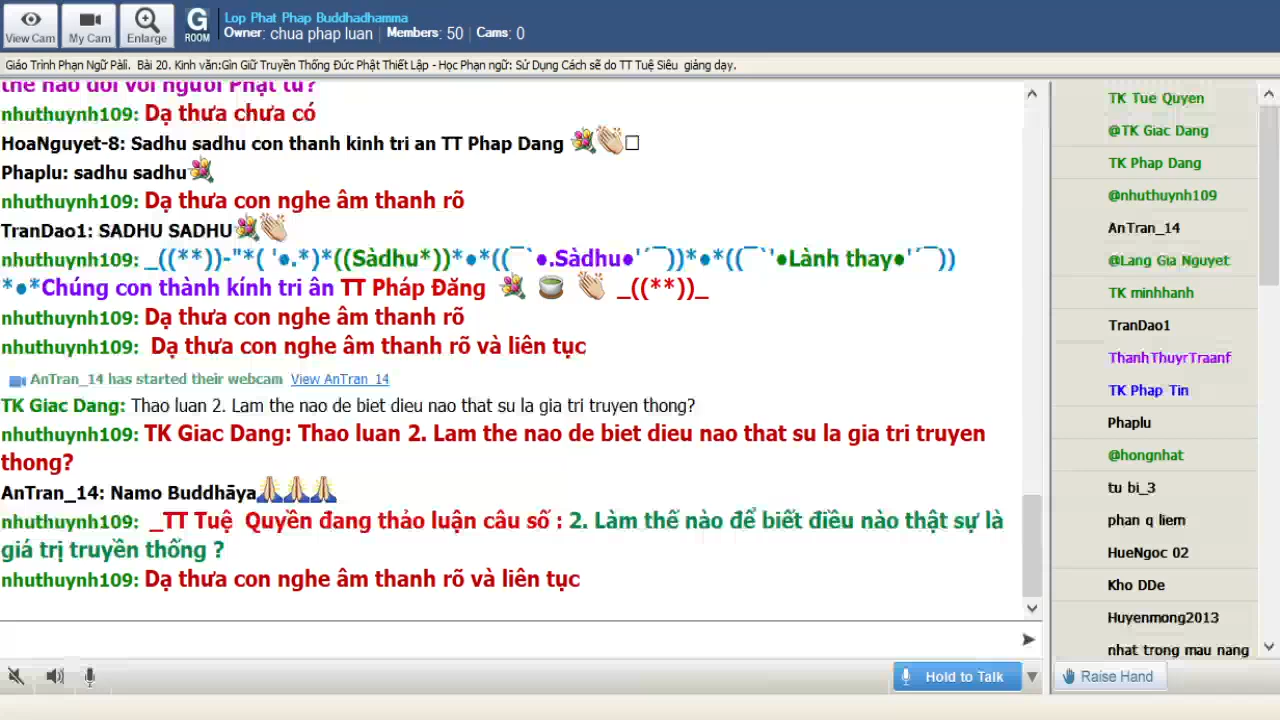 View Cam
My Cam
Enlarge
G
ROOM
Lop Phat Phap Buddhadhamma
Owner: chua phap luan | Members: 50 | Cams: 0
Giáo Trình Phạn Ngữ Pàli. Bài 20. Kinh văn:Gìn Giữ Truyền Thống Đức Phật Thiết Lập - Học Phạn ngữ: Sử Dụng Cách sẽ do TT Tuệ Siêu giảng dạy.
thế nào đối với người Phật tử?
nhuthuynh109: Dạ thưa chưa có
HoaNguyet-8: Sadhu sadhu con thanh kinh tri an TT Phap Dang 💐👏□
Phaplu: sadhu sadhu💐
nhuthuynh109: Dạ thưa con nghe âm thanh rõ
TranDao1: SADHU SADHU💐👏
nhuthuynh109: _((**))-"*( '●.*)*((Sàdhu*))*●*((¯`●.Sàdhu●'´¯))*●*((¯`'●Lành thay●'´¯))
*●*Chúng con thành kính tri ân TT Pháp Đăng 💐 🍵 👏 _((**))_
nhuthuynh109: Dạ thưa con nghe âm thanh rõ
nhuthuynh109: Dạ thưa con nghe âm thanh rõ và liên tục
AnTran_14 has started their webcam View AnTran_14
TK Giac Dang: Thao luan 2. Lam the nao de biet dieu nao that su la gia tri truyen thong?
nhuthuynh109: TK Giac Dang: Thao luan 2. Lam the nao de biet dieu nao that su la gia tri truyen
thong?
AnTran_14: Namo Buddhāya🙏🙏🙏
nhuthuynh109: _TT Tuệ Quyền đang thảo luận câu số : 2. Làm thế nào để biết điều nào thật sự là
giá trị truyền thống ?
nhuthuynh109: Dạ thưa con nghe âm thanh rõ và liên tục
Hold to Talk
TK Tue Quyen
@TK Giac Dang
TK Phap Dang
@nhuthuynh109
AnTran_14
@Lang Gia Nguyet
TK minhhanh
TranDao1
ThanhThuyrTraanf
TK Phap Tin
Phaplu
@hongnhat
tu bi_3
phan q liem
HueNgoc 02
Kho DDe
Huyenmong2013
nhat trong mau nang
Raise Hand